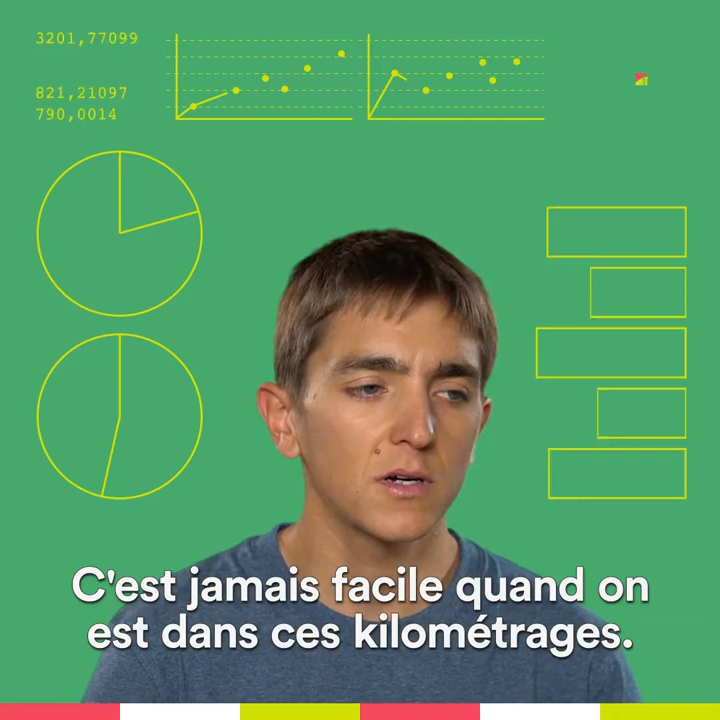 3201,77099
821,21097
790,0014
C'est jamais facile quand on
est dans ces kilométrages.